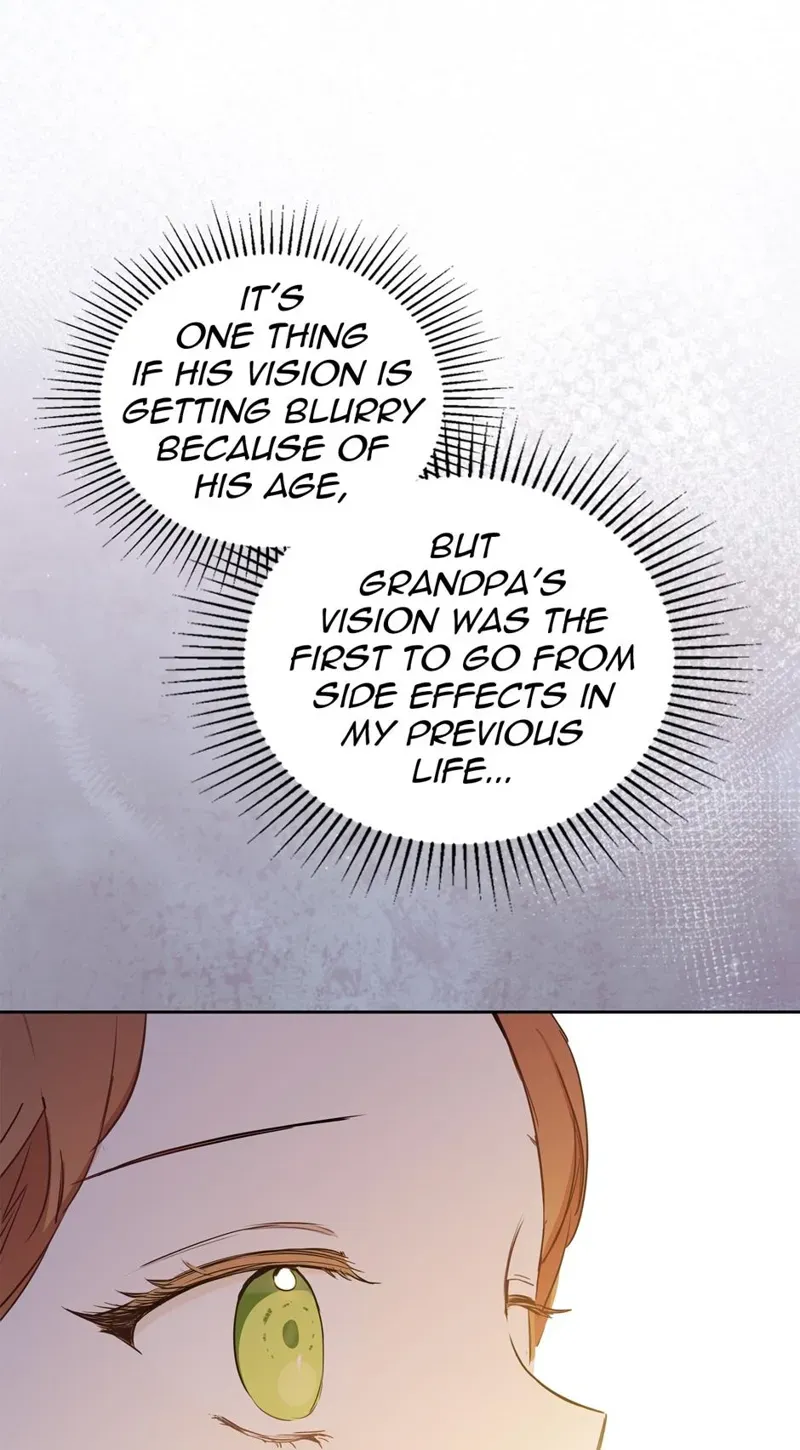 IT'S
ONE THING
IF HIS VISION IS
GETTING BLURRY
BECAUSE OF
HIS AGE,
BUT
GRANDPA'S
VISION WAS THE
FIRST TO GO FROM
SIDE EFFECTS IN
MY PREVIOUS
LIFE...